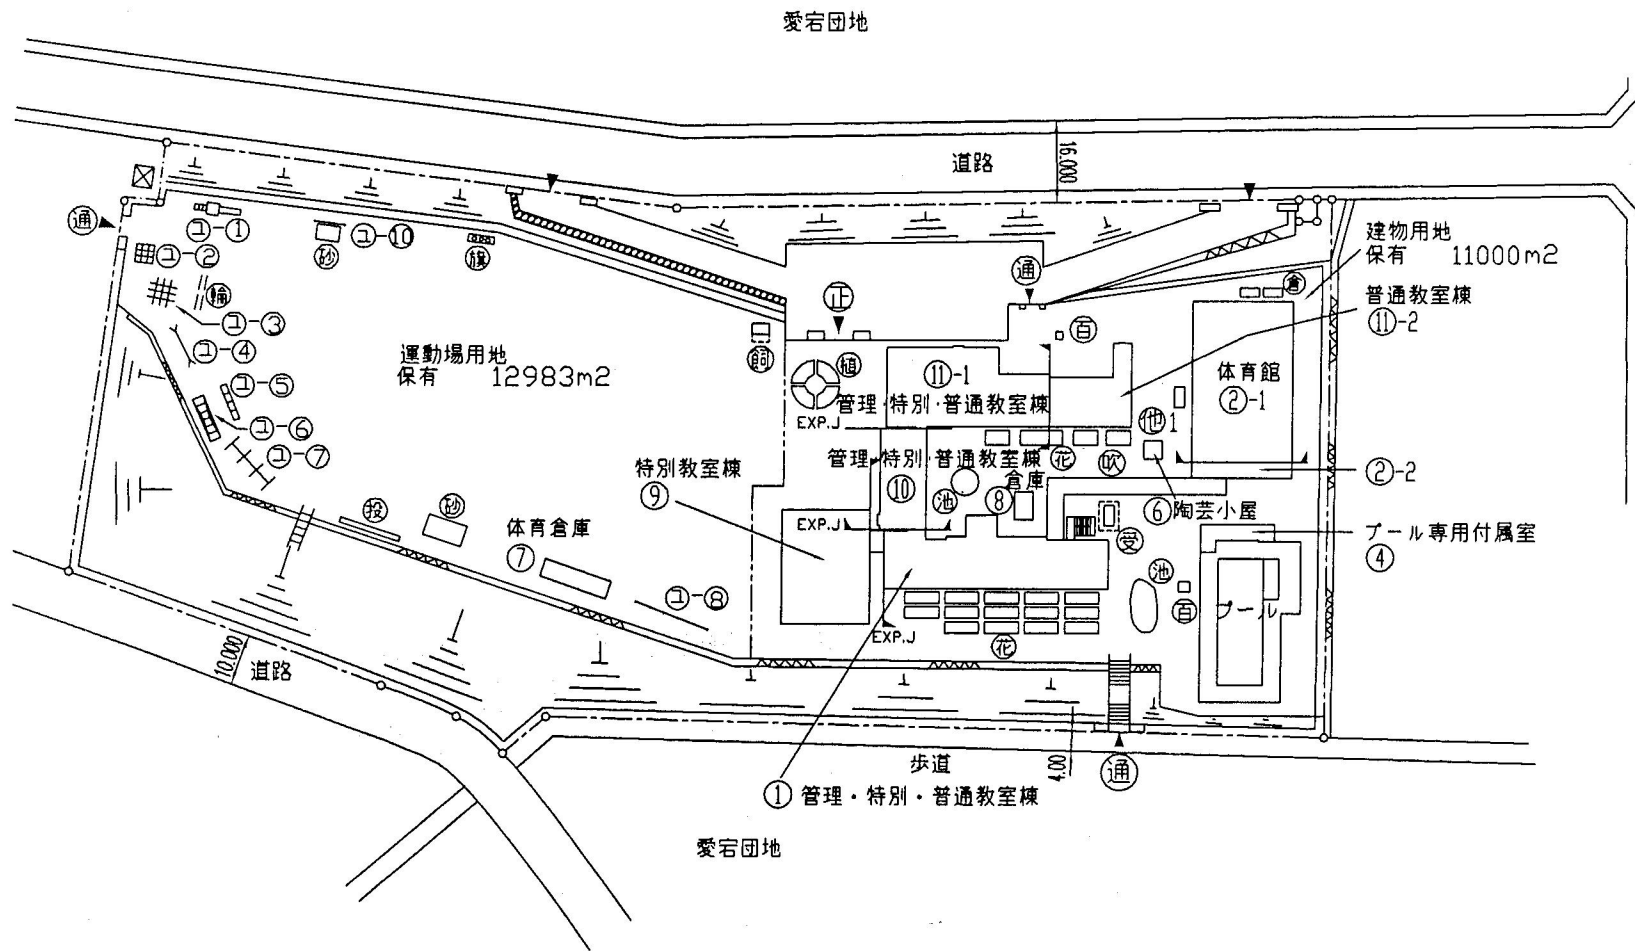 愛宕団地
道路
16.000
通
ユ-1
ユ-10
砂
旗
ユ-2
輪
ユ-3
ユ-4
ユ-5
ユ-6
ユ-7
運動場用地
保有 12983m2
飼
正
植
通
百
倉
建物用地
保有 11000m2
普通教室棟
⑪-2
⑪-1
管理・特別・普通教室棟
EXP.J
体育館
②-1
他1
管理・特別・普通教室棟
⑩
花
吹
倉庫
⑧
池
特別教室棟
⑨
EXP.J
②-2
⑥陶芸小屋
受
プール専用付属室
④
投
砂
体育倉庫
⑦
ユ-8
池
百
プール
EXP.J
花
10.000
道路
歩道
4.00
通
① 管理・特別・普通教室棟
愛宕団地